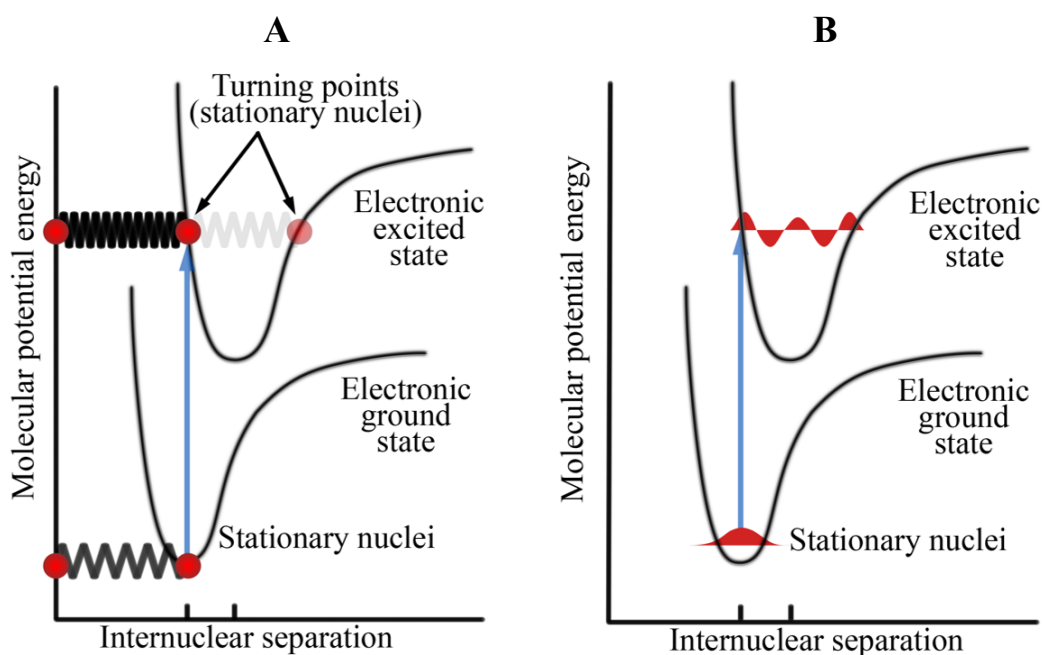 A
Turning points
(stationary nuclei)
Molecular potential energy
Electronic
excited
state
Electronic
ground
state
Stationary nuclei
Internuclear separation
B
Molecular potential energy
Electronic
excited
state
Electronic
ground
state
Stationary nuclei
Internuclear separation